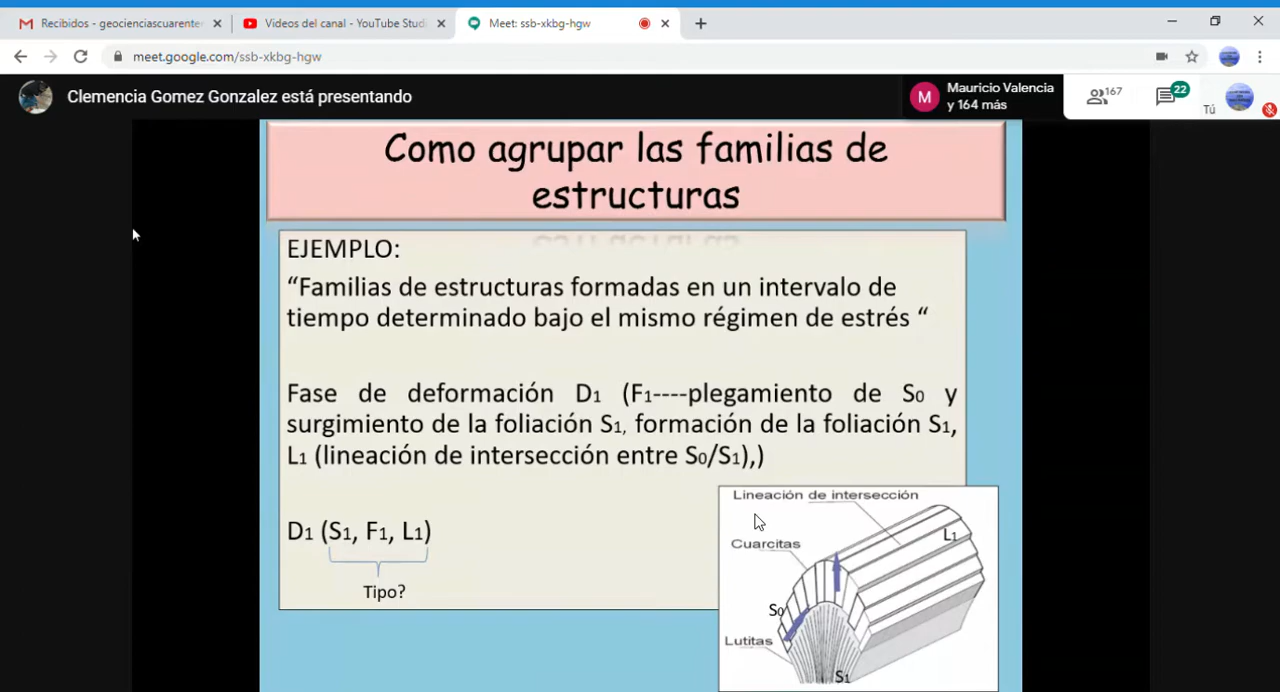 Recibidos - geocienciascuarente
Videos del canal - YouTube Studi
Meet: ssb-xkbg-hgw
meet.google.com/ssb-xkbg-hgw
Clemencia Gomez Gonzalez está presentando
M
Mauricio Valencia
y 164 más
167
22
Tú
Como agrupar las familias de
estructuras
EJEMPLO:
“Familias de estructuras formadas en un intervalo de
tiempo determinado bajo el mismo régimen de estrés “
Fase de deformación D1 (F1----plegamiento de S0 y
surgimiento de la foliación S1, formación de la foliación S1,
L1 (lineación de intersección entre S0/S1),)
D1 (S1, F1, L1)
Tipo?
Lineación de intersección
Cuarcitas
L1
S0
Lutitas
S1